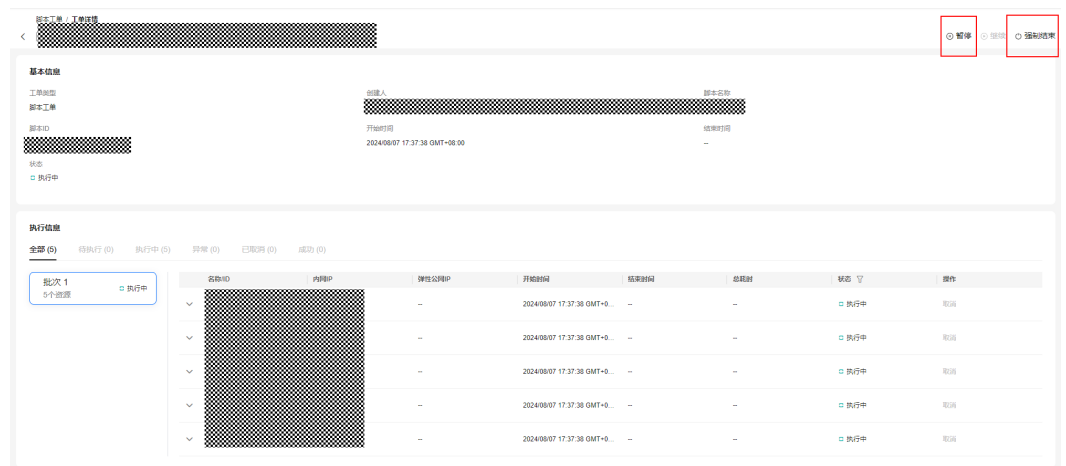 脚本工单 / 工单详情
暂停 继续 强制结束
基本信息
工单类型 创建人 脚本名称
脚本工单
脚本ID 开始时间 结束时间
2024/08/07 17:37:38 GMT+08:00 --
状态
执行中
执行信息
全部 (5) 待执行 (0) 执行中 (5) 异常 (0) 已取消 (0) 成功 (0)
批次 1 执行中
5个资源
名称/ID 内网IP 弹性公网IP 开始时间 结束时间 总耗时 状态 操作
-- 2024/08/07 17:37:38 GMT+0... -- -- 执行中 取消
-- 2024/08/07 17:37:38 GMT+0... -- -- 执行中 取消
-- 2024/08/07 17:37:38 GMT+0... -- -- 执行中 取消
-- 2024/08/07 17:37:38 GMT+0... -- -- 执行中 取消
-- 2024/08/07 17:37:38 GMT+0... -- -- 执行中 取消